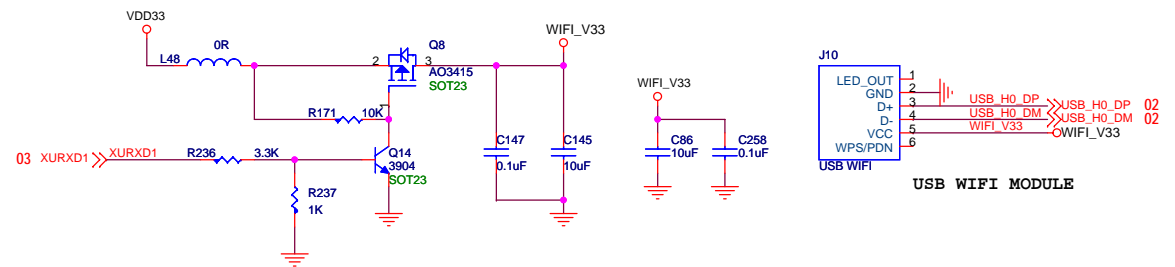 VDD33
L48
0R
2
3
Q8
AO3415
SOT23
WIFI_V33
R171
10K
1
03
XURXD1
XURXD1
R236
3.3K
Q14
3904
SOT23
R237
1K
C147
0.1uF
C145
10uF
WIFI_V33
C86
10uF
C258
0.1uF
J10
LED_OUT 1
GND 2
D+ 3 USB_H0_DP USB_H0_DP 02
D- 4 USB_H0_DM USB_H0_DM 02
VCC 5 WIFI_V33 WIFI_V33
WPS/PDN 6
USB WIFI
USB WIFI MODULE